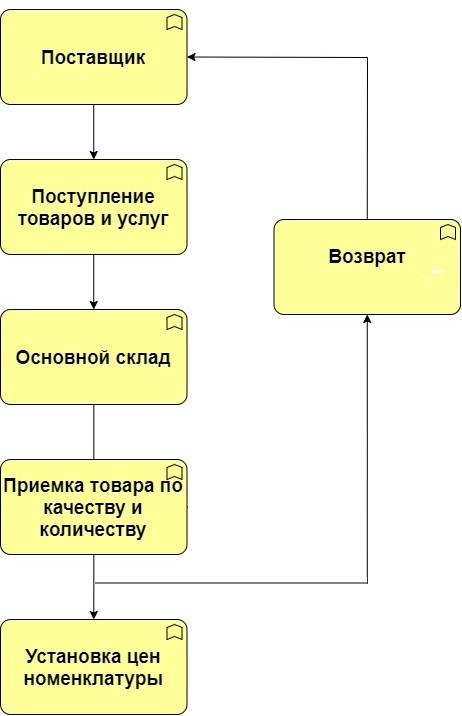 Поставщик
Поступление
товаров и услуг
Возврат
Основной склад
Приемка товара по
качеству и
количеству
Установка цен
номенклатуры